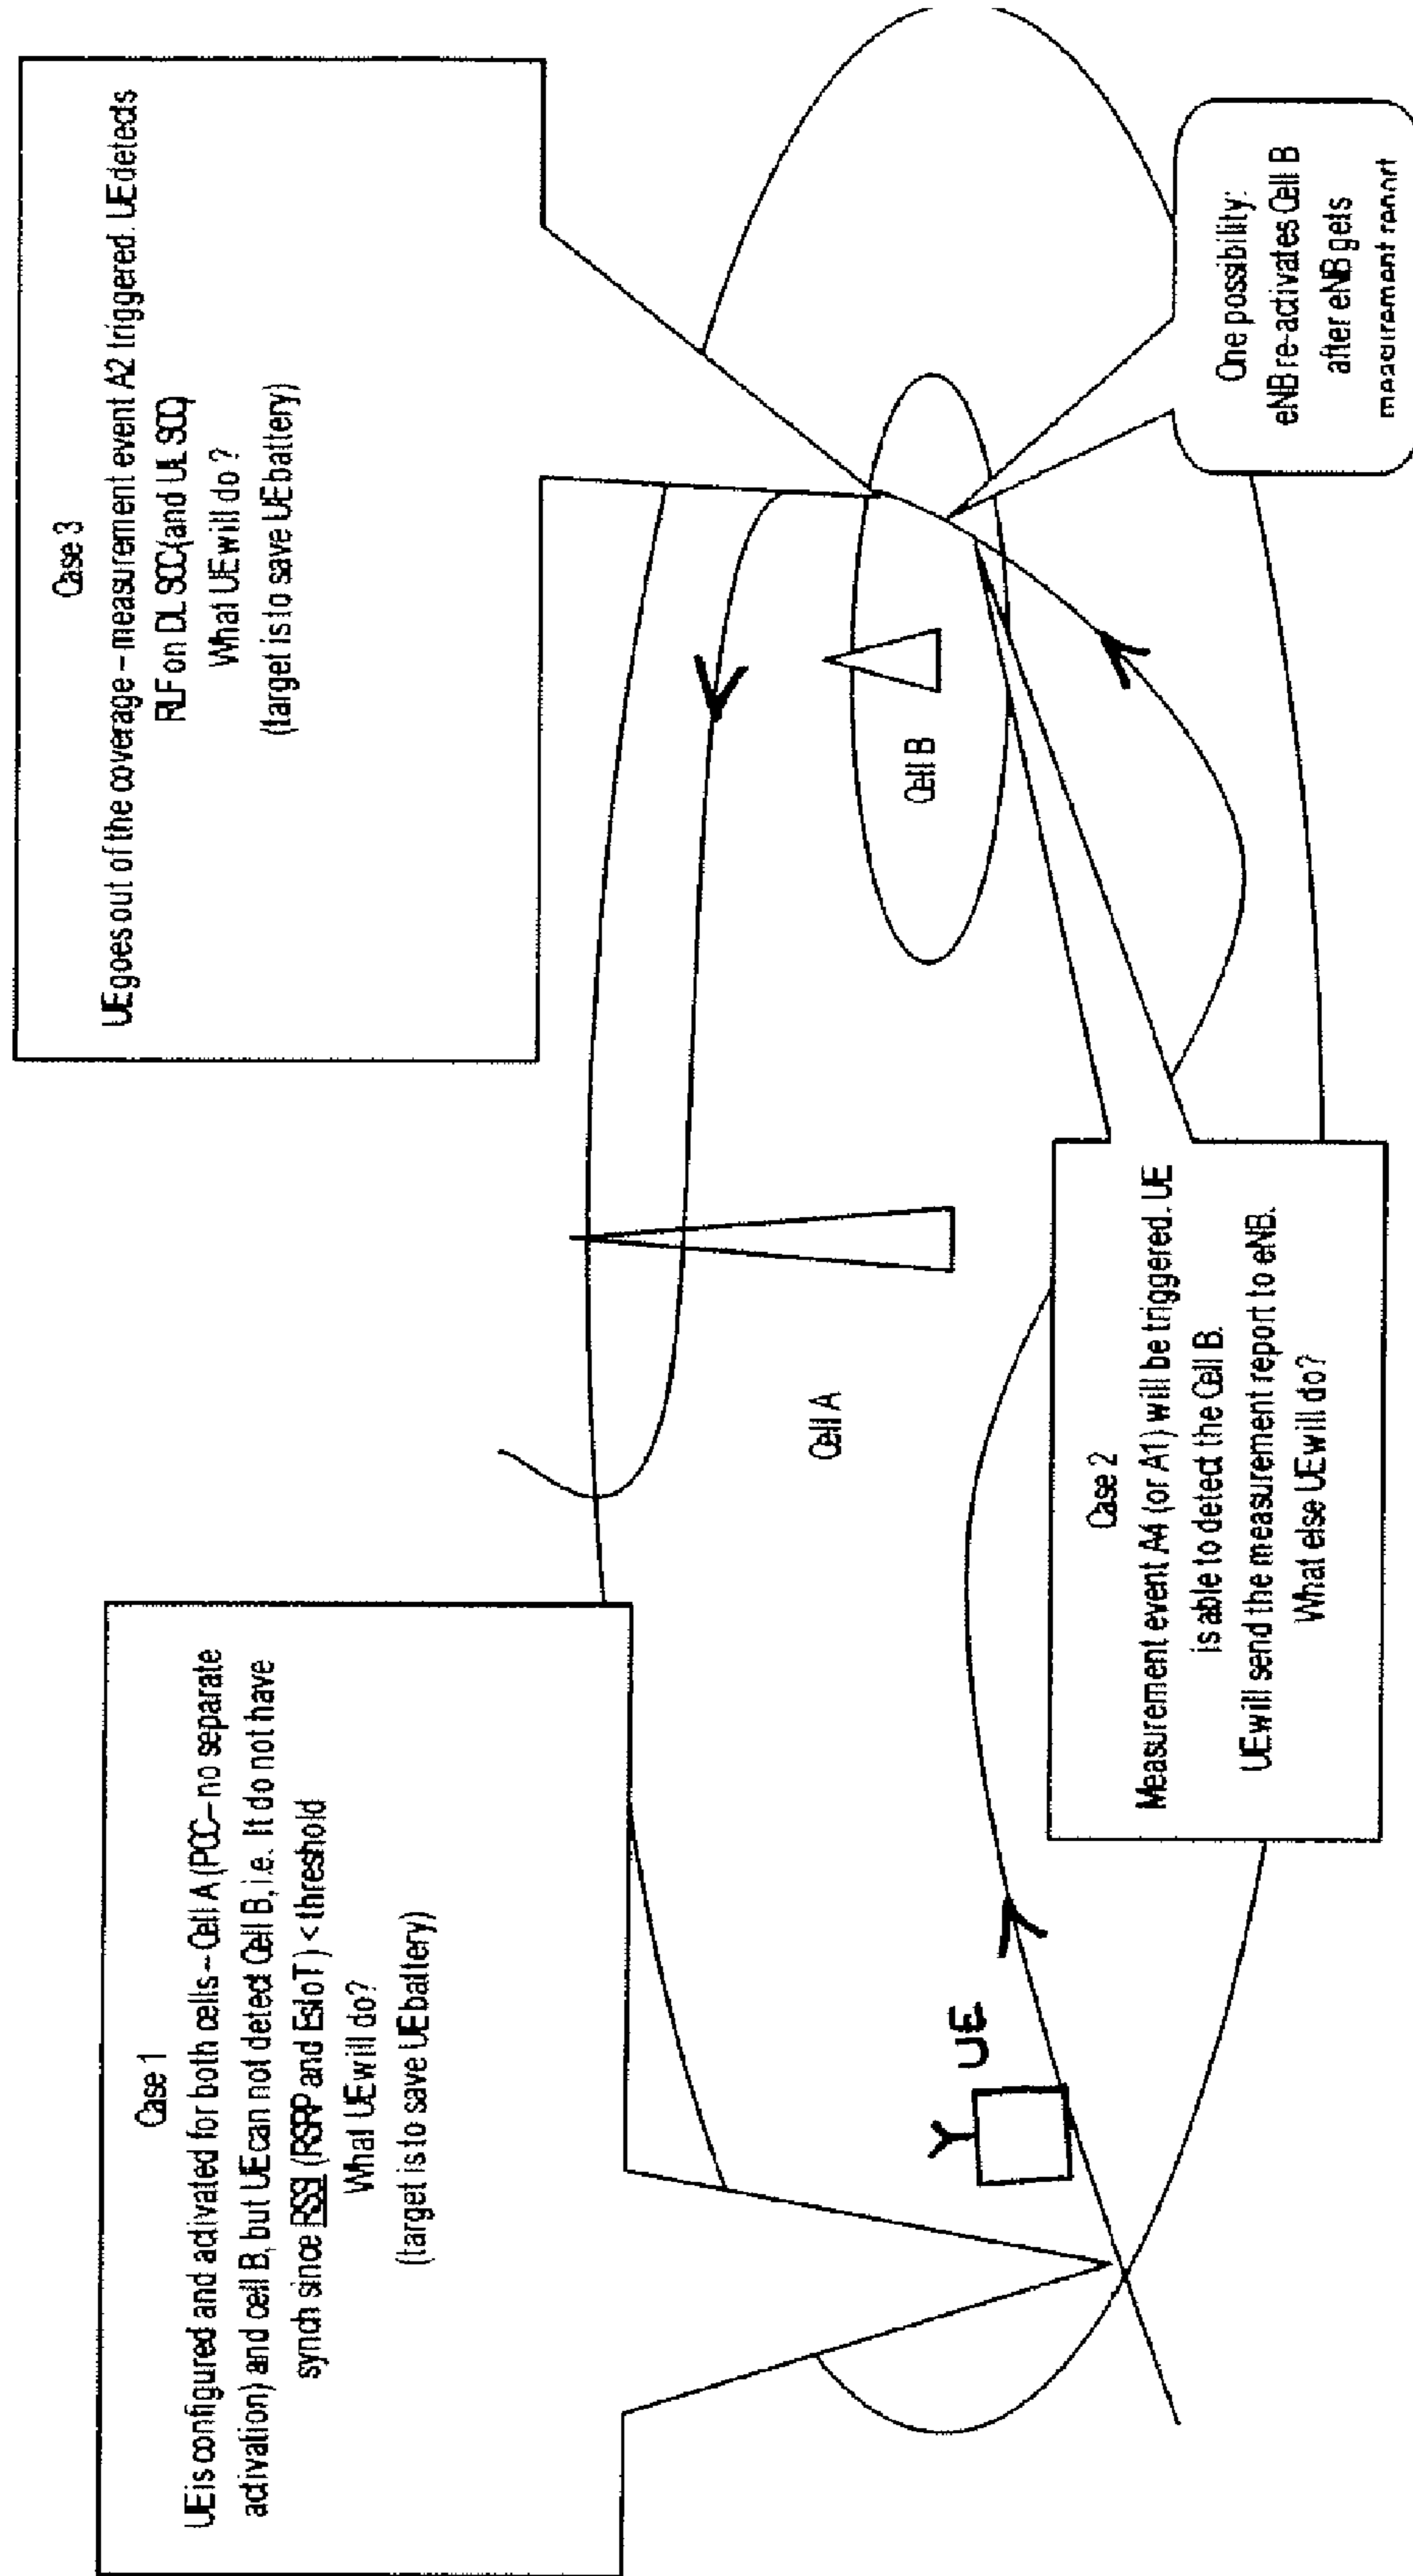 Case 1
UE is configured and activated for both cells – Cell A (PCC – no separate
activation) and cell B, but UE can not detect Cell B, i.e. It do not have
synch since RSSI (RSRP and EsIoT) < threshold
What UE will do?
(target is to save UE battery)
Case 3
UE goes out of the coverage – measurement event A2 triggered. UE detects
RLF on DL SCC (and UL SCC)
What UE will do ?
(target is to save UE battery)
UE
Cell A
Cell B
Case 2
Measurement event A4 (or A1) will be triggered. UE
is able to detect the Cell B.
UE will send the measurement report to eNB.
What else UE will do?
One possibility:
eNB re-activates Cell B
after eNB gets
measurement report